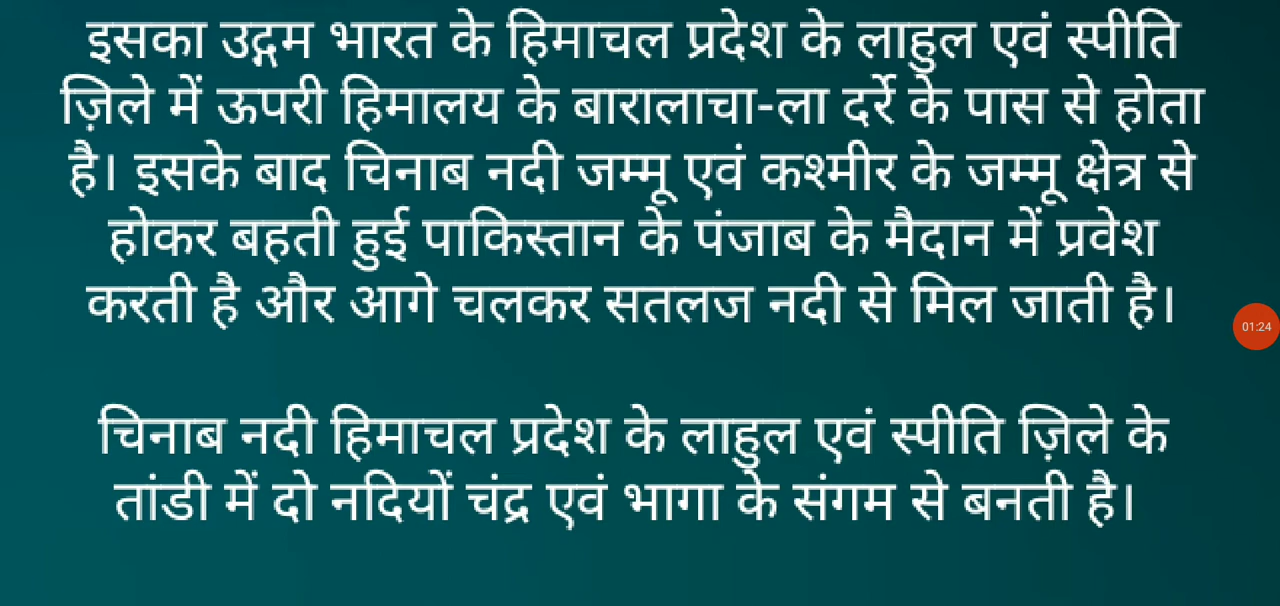 इसका उद्गम भारत के हिमाचल प्रदेश के लाहुल एवं स्पीति
ज़िले में ऊपरी हिमालय के बारालाचा-ला दर्रे के पास से होता
है। इसके बाद चिनाब नदी जम्मू एवं कश्मीर के जम्मू क्षेत्र से
होकर बहती हुई पाकिस्तान के पंजाब के मैदान में प्रवेश
करती है और आगे चलकर सतलज नदी से मिल जाती है।
01:24
चिनाब नदी हिमाचल प्रदेश के लाहुल एवं स्पीति ज़िले के
तांडी में दो नदियों चंद्र एवं भागा के संगम से बनती है।